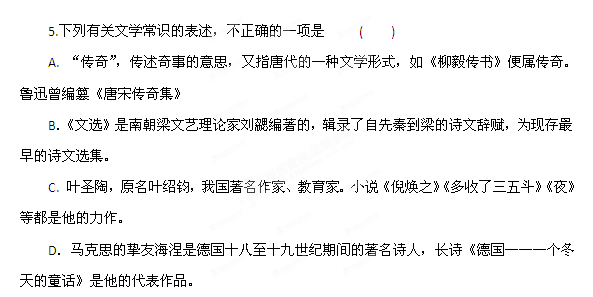 5.下列有关文学常识的表述，不正确的一项是 （ ）
A. “传奇”，传述奇事的意思，又指唐代的一种文学形式，如《柳毅传书》便属传奇。
鲁迅曾编篡《唐宋传奇集》
B.《文选》是南朝梁文艺理论家刘勰编著的，辑录了自先秦到梁的诗文辞赋，为现存最
早的诗文选集。
C. 叶圣陶，原名叶绍钧，我国著名作家、教育家。小说《倪焕之》《多收了三五斗》《夜》
等都是他的力作。
D. 马克思的挚友海涅是德国十八至十九世纪期间的著名诗人，长诗《德国一一一个冬
天的童话》是他的代表作品。